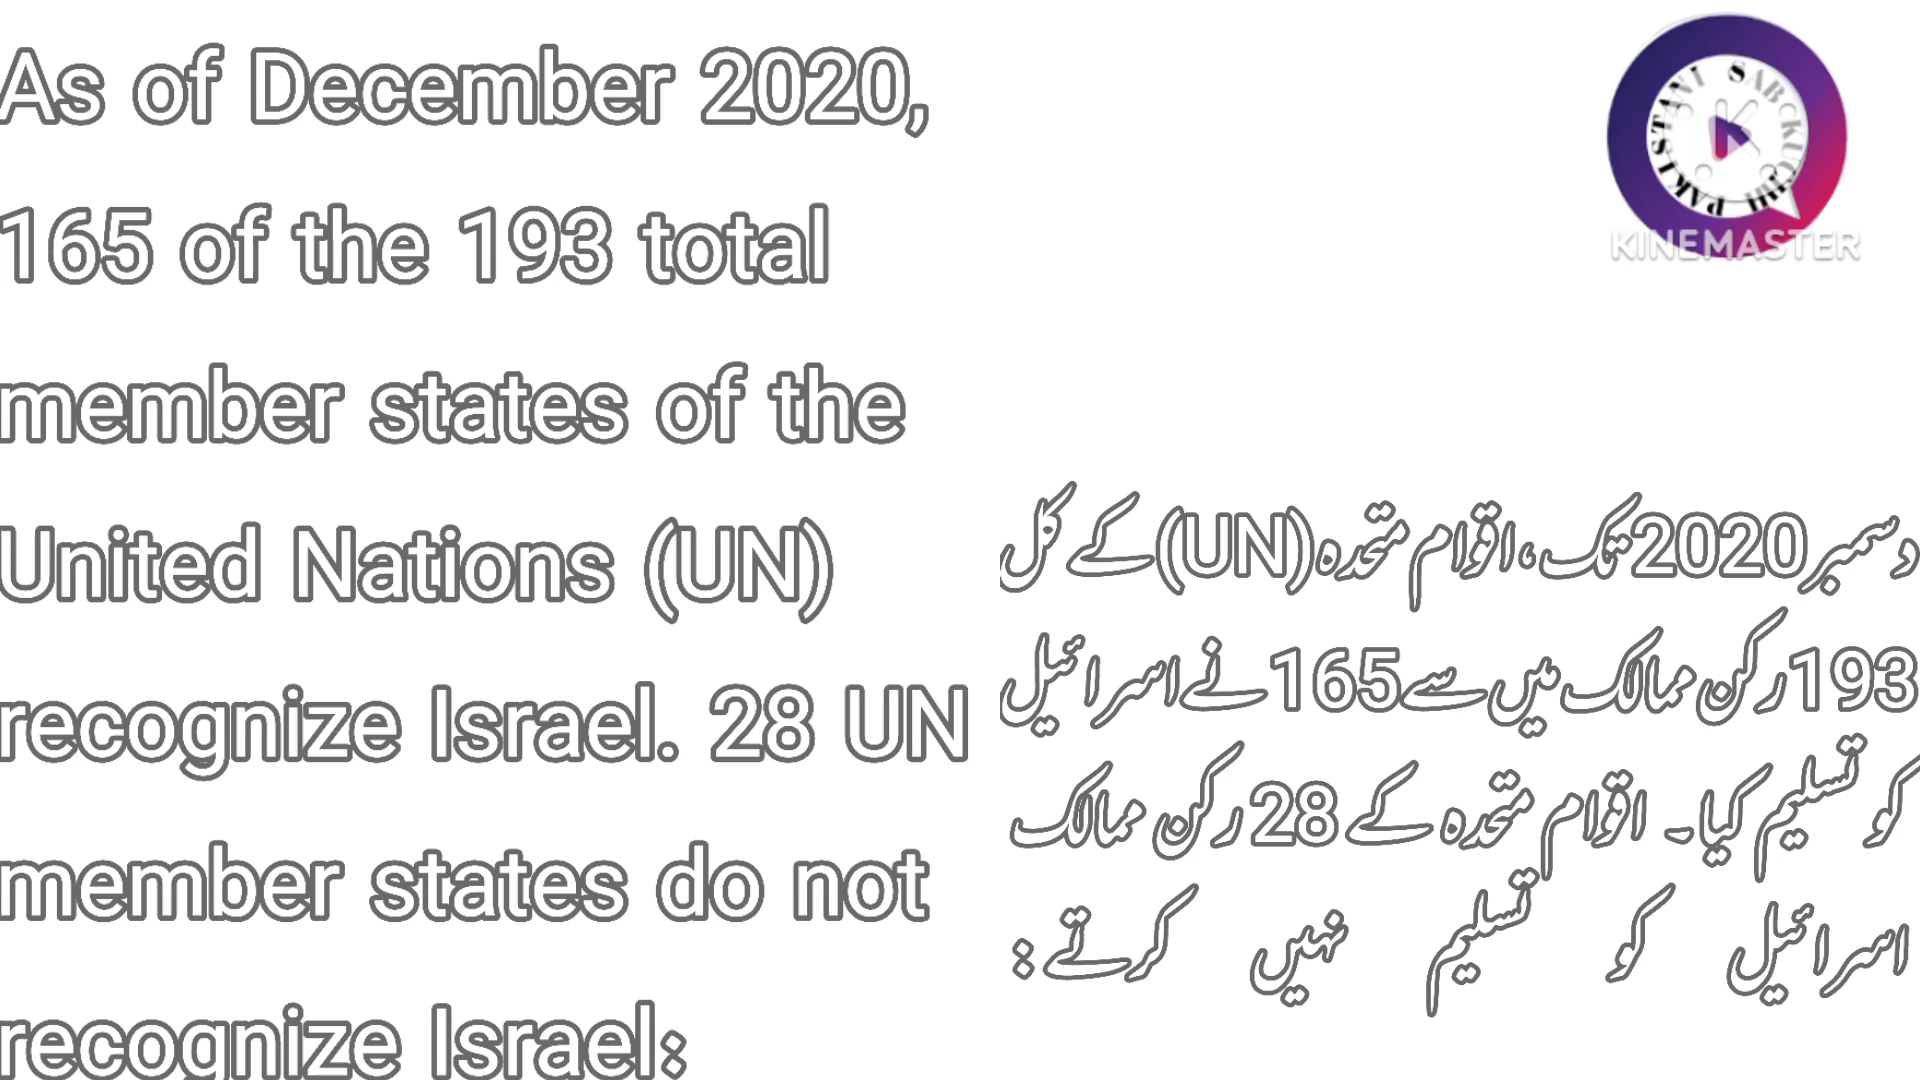 As of December 2020,
165 of the 193 total
member states of the
United Nations (UN)
recognize Israel. 28 UN
member states do not
recognize Israel:
PAKISTANI SABCKUCHH
KINEMASTER
دسمبر 2020 تک، اقوام متحدہ (UN) کے کل
193 رکن ممالک میں سے 165 نے اسرائیل
کو تسلیم کیا۔ اقوام متحدہ کے 28 رکن ممالک
اسرائیل کو تسلیم نہیں کرتے :